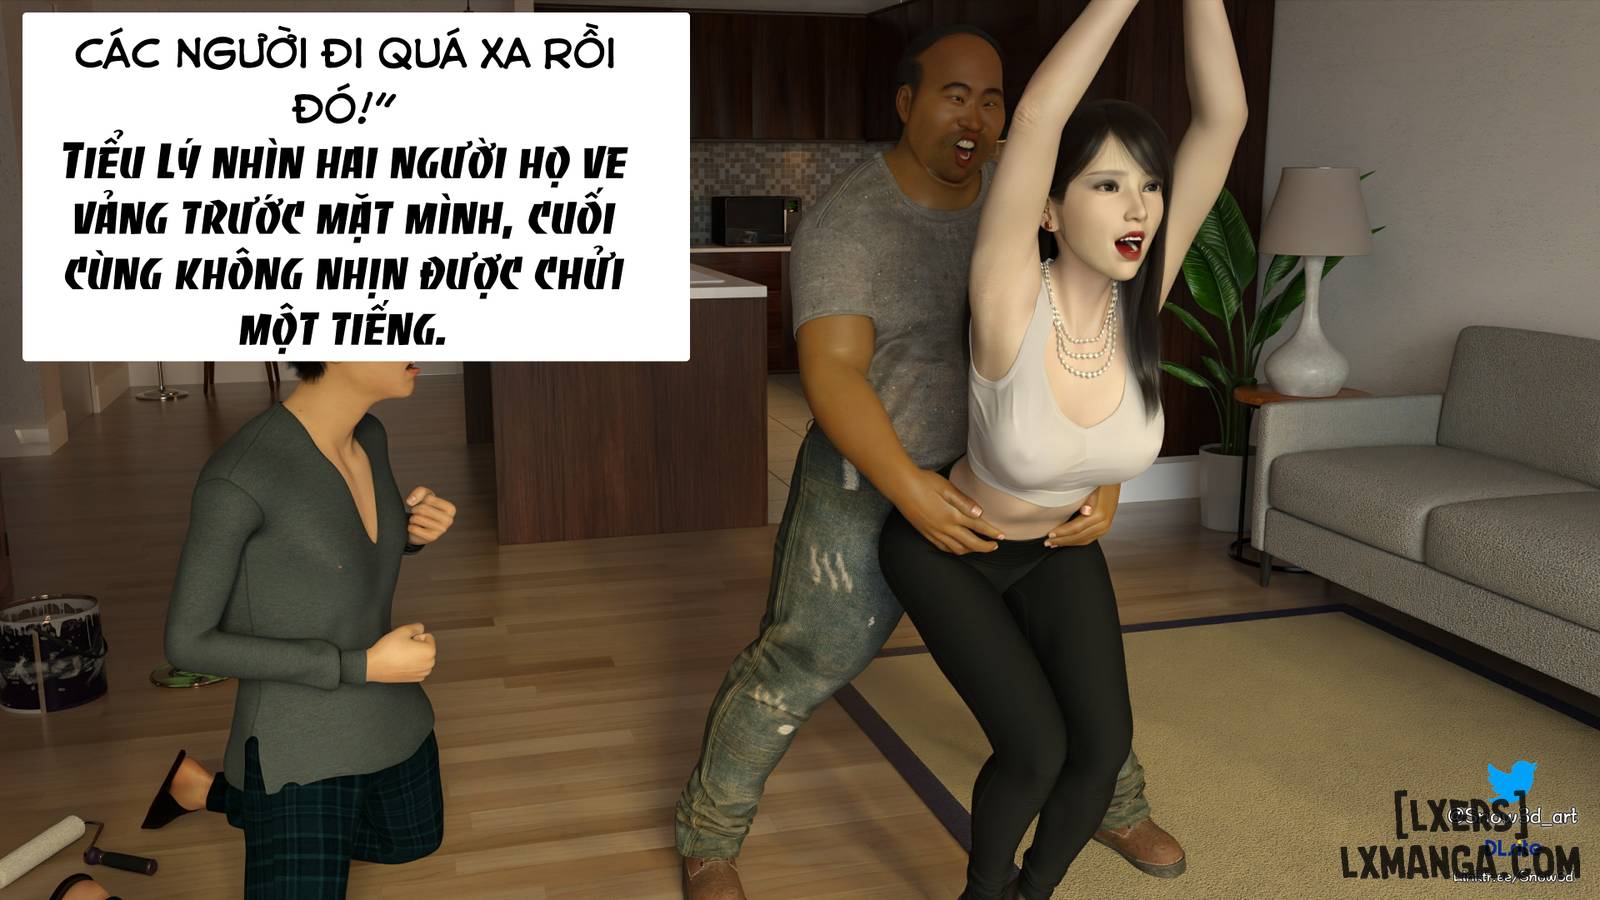 CÁC NGƯỜI ĐI QUÁ XA RỒI
ĐÓ!”
TIỂU LÝ NHÌN HAI NGƯỜI HỌ VE
VẢNG TRƯỚC MẶT MÌNH, CUỐI
CÙNG KHÔNG NHỊN ĐƯỢC CHỬI
MỘT TIẾNG.
@Snow3d_art
[LXERS]
LXMANGA.COM